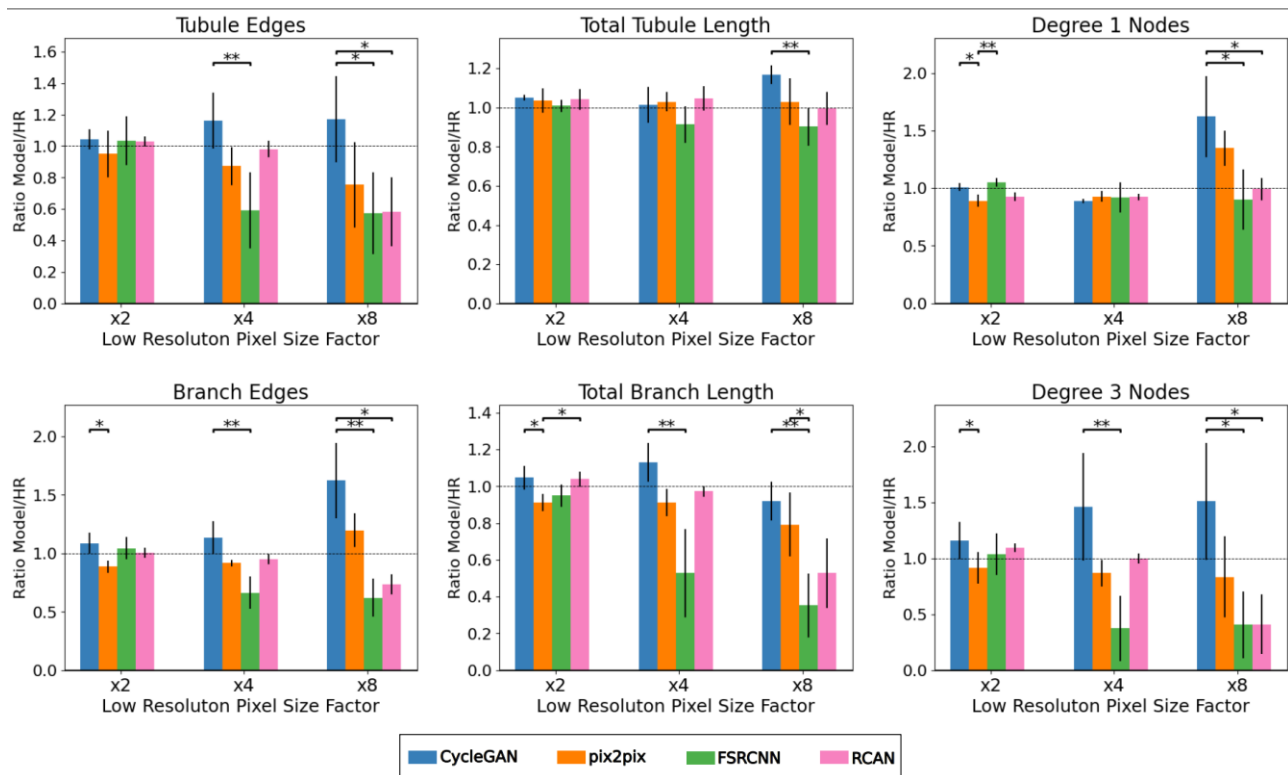 Tubule Edges
Total Tubule Length
Degree 1 Nodes
Ratio Model/HR
1.6
1.4
1.2
1.0
0.8
0.6
0.4
0.2
0.0
**
*
*
x2
x4
x8
Low Resoluton Pixel Size Factor
Ratio Model/HR
1.2
1.0
0.8
0.6
0.4
0.2
0.0
**
x2
x4
x8
Low Resoluton Pixel Size Factor
Ratio Model/HR
2.0
1.5
1.0
0.5
0.0
*
**
*
*
x2
x4
x8
Low Resoluton Pixel Size Factor
Branch Edges
Total Branch Length
Degree 3 Nodes
Ratio Model/HR
2.0
1.5
1.0
0.5
0.0
*
**
*
**
x2
x4
x8
Low Resoluton Pixel Size Factor
Ratio Model/HR
1.4
1.2
1.0
0.8
0.6
0.4
0.2
0.0
*
*
**
*
**
x2
x4
x8
Low Resoluton Pixel Size Factor
Ratio Model/HR
2.0
1.5
1.0
0.5
0.0
*
**
*
*
x2
x4
x8
Low Resoluton Pixel Size Factor
CycleGAN
pix2pix
FSRCNN
RCAN